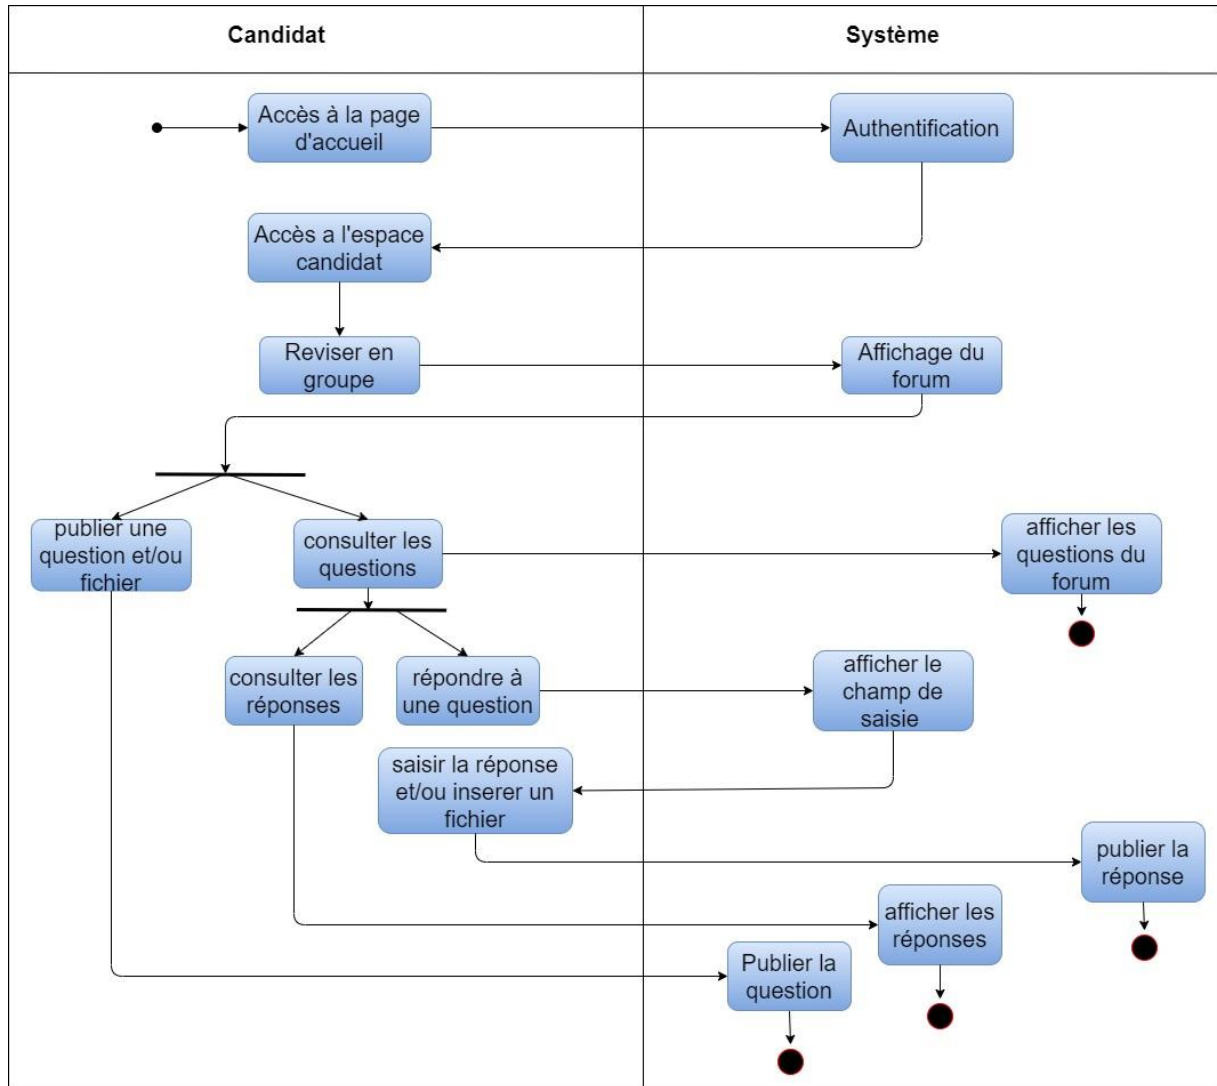 Candidat
Système
Accès à la page
d'accueil
Authentification
Accès a l'espace
candidat
Reviser en
groupe
Affichage du
forum
publier une
question et/ou
fichier
consulter les
questions
afficher les
questions du
forum
consulter les
réponses
répondre à
une question
afficher le
champ de
saisie
saisir la réponse
et/ou inserer un
fichier
publier la
réponse
afficher les
réponses
Publier la
question